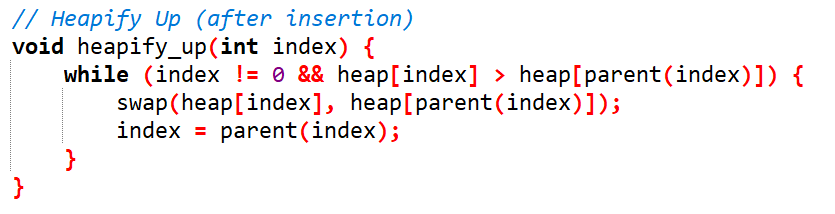 // Heapify Up (after insertion)
void heapify_up(int index) {
    while (index != 0 && heap[index] > heap[parent(index)]) {
        swap(heap[index], heap[parent(index)]);
        index = parent(index);
    }
}